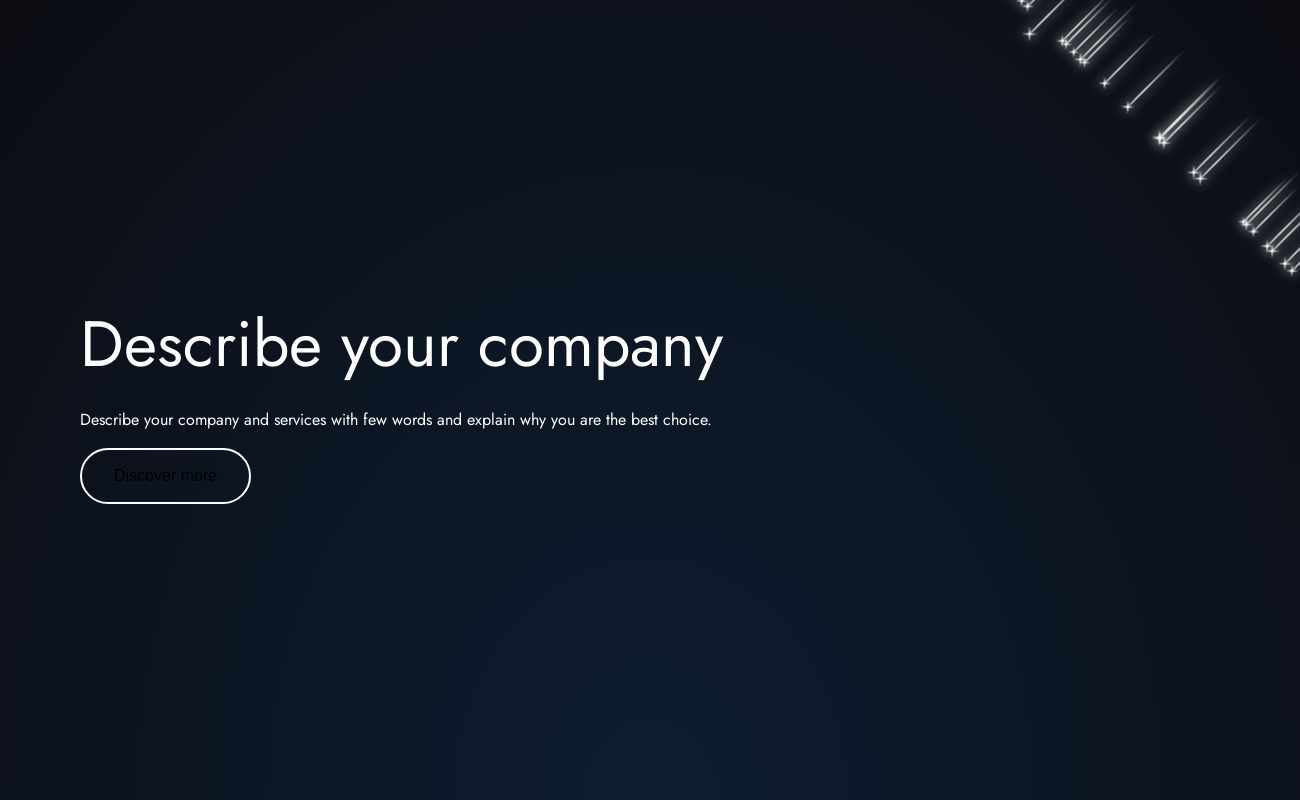 Describe your company
Describe your company and services with few words and explain why you are the best choice.
Discover more